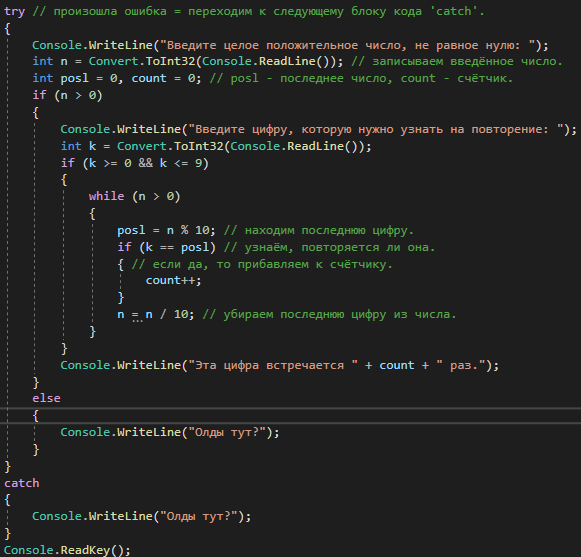 try // произошла ошибка = переходим к следующему блоку кода 'catch'.
{
    Console.WriteLine("Введите целое положительное число, не равное нулю: ");
    int n = Convert.ToInt32(Console.ReadLine()); // записываем введённое число.
    int posl = 0, count = 0; // posl - последнее число, count - счётчик.
    if (n > 0)
    {
        Console.WriteLine("Введите цифру, которую нужно узнать на повторение: ");
        int k = Convert.ToInt32(Console.ReadLine());
        if (k >= 0 && k <= 9)
        {
            while (n > 0)
            {
                posl = n % 10; // находим последнюю цифру.
                if (k == posl) // узнаём, повторяется ли она.
                { // если да, то прибавляем к счётчику.
                    count++;
                }
                n = n / 10; // убираем последнюю цифру из числа.
            }
        }
        Console.WriteLine("Эта цифра встречается " + count + " раз.");
    }
    else
    {
        Console.WriteLine("Олды тут?");
    }
}
catch
{
    Console.WriteLine("Олды тут?");
}
Console.ReadKey();